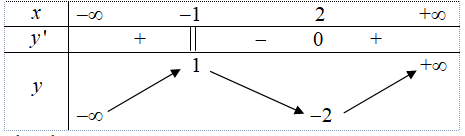 x −∞ −1 2 +∞
y' + || − 0 + 
1 +∞
y
−∞ −2